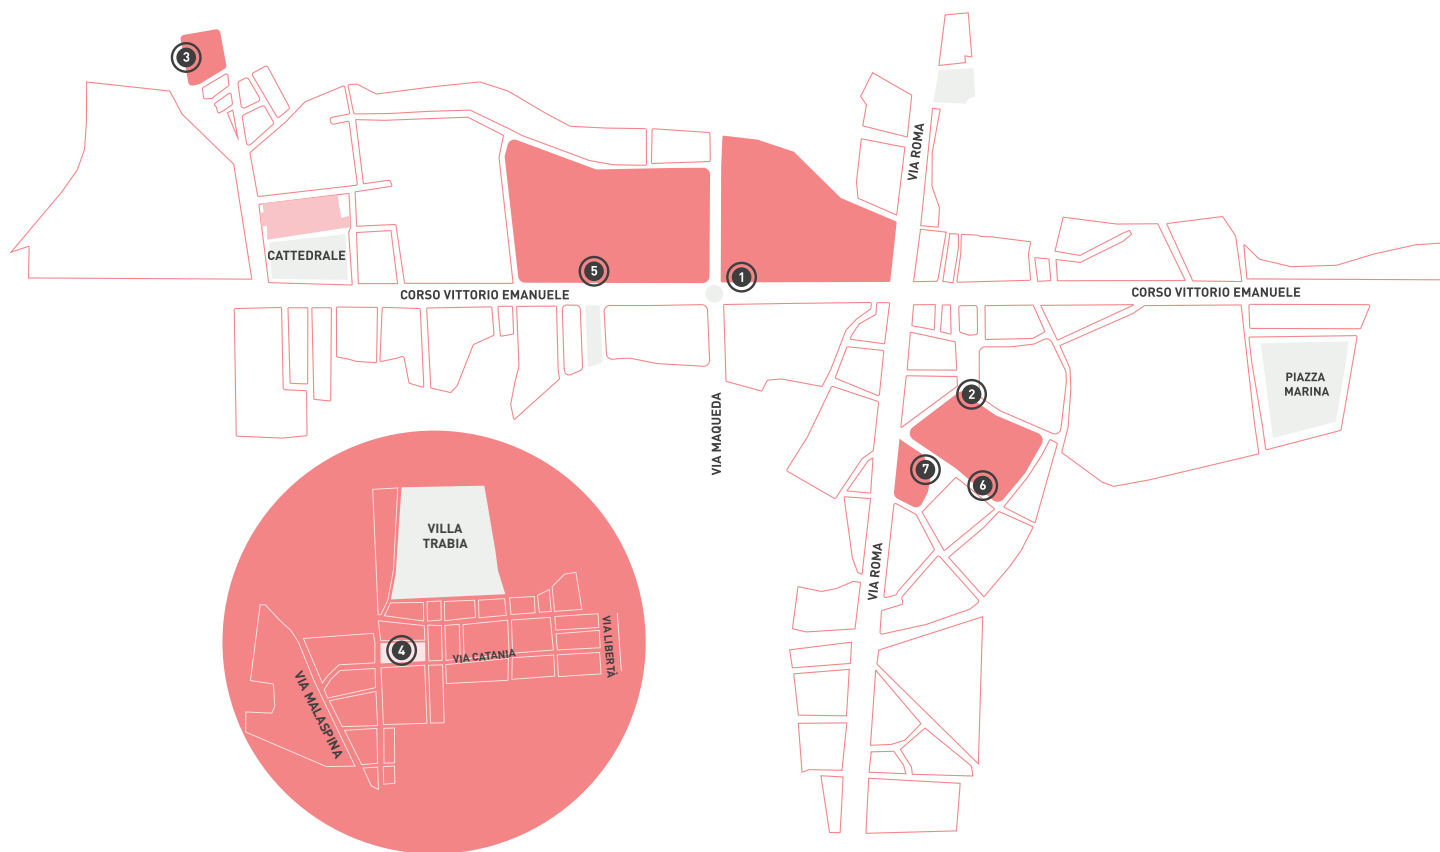 3
VIA ROMA
CATTEDRALE
5
1
CORSO VITTORIO EMANUELE
CORSO VITTORIO EMANUELE
PIAZZA
MARINA
2
VIA MAQUEDA
7
6
VILLA
TRABIA
VIA ROMA
4
VIA CATANIA
VIA LIBERTÀ
VIA MALASPINA